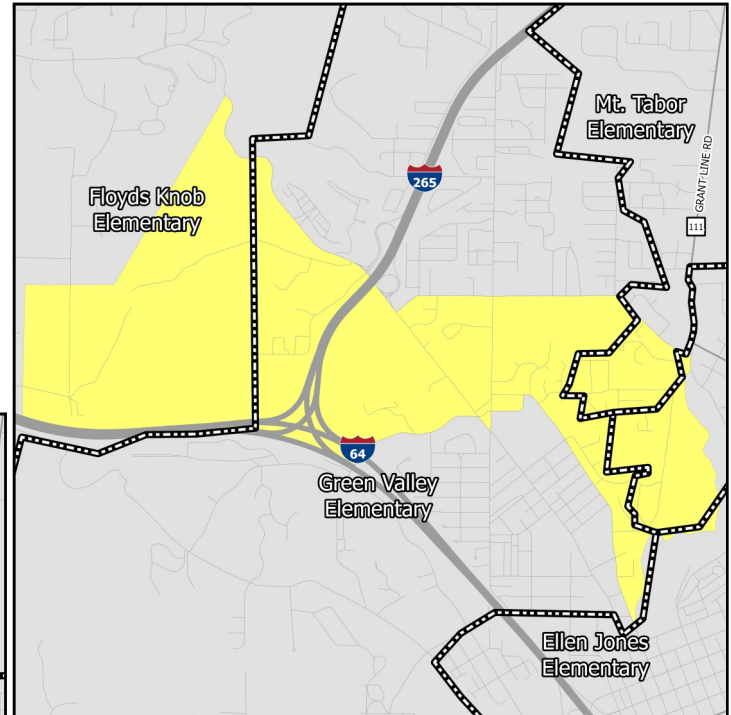 Mt. Tabor
Elementary
GRANT LINE RD
111
265
Floyds Knob
Elementary
64
Green Valley
Elementary
Ellen Jones
Elementary